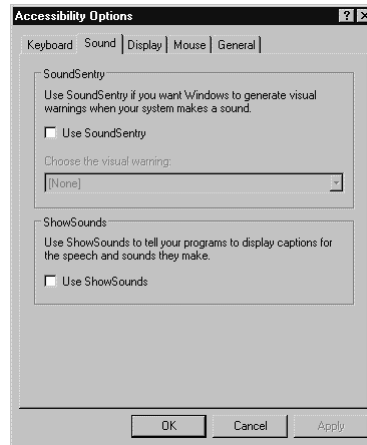 Accessibility Options
Keyboard Sound Display Mouse General
SoundSentry
Use SoundSentry if you want Windows to generate visual
warnings when your system makes a sound.
Use SoundSentry
Choose the visual warning:
[None]
ShowSounds
Use ShowSounds to tell your programs to display captions for
the speech and sounds they make.
Use ShowSounds
OK Cancel Apply